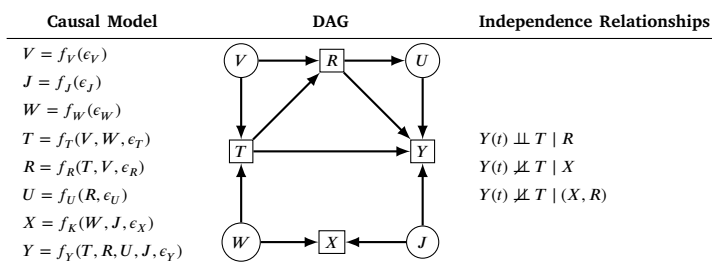 Causal Model DAG Independence Relationships
V = f_V(ϵ_V)
J = f_J(ϵ_J)
W = f_W(ϵ_W)
T = f_T(V, W, ϵ_T)
R = f_R(T, V, ϵ_R)
U = f_U(R, ϵ_U)
X = f_K(W, J, ϵ_X)
Y = f_Y(T, R, U, J, ϵ_Y)
V R U
T Y
W X J
Y(t) ⫫ T | R
Y(t) ⫫̸ T | X
Y(t) ⫫̸ T | (X, R)